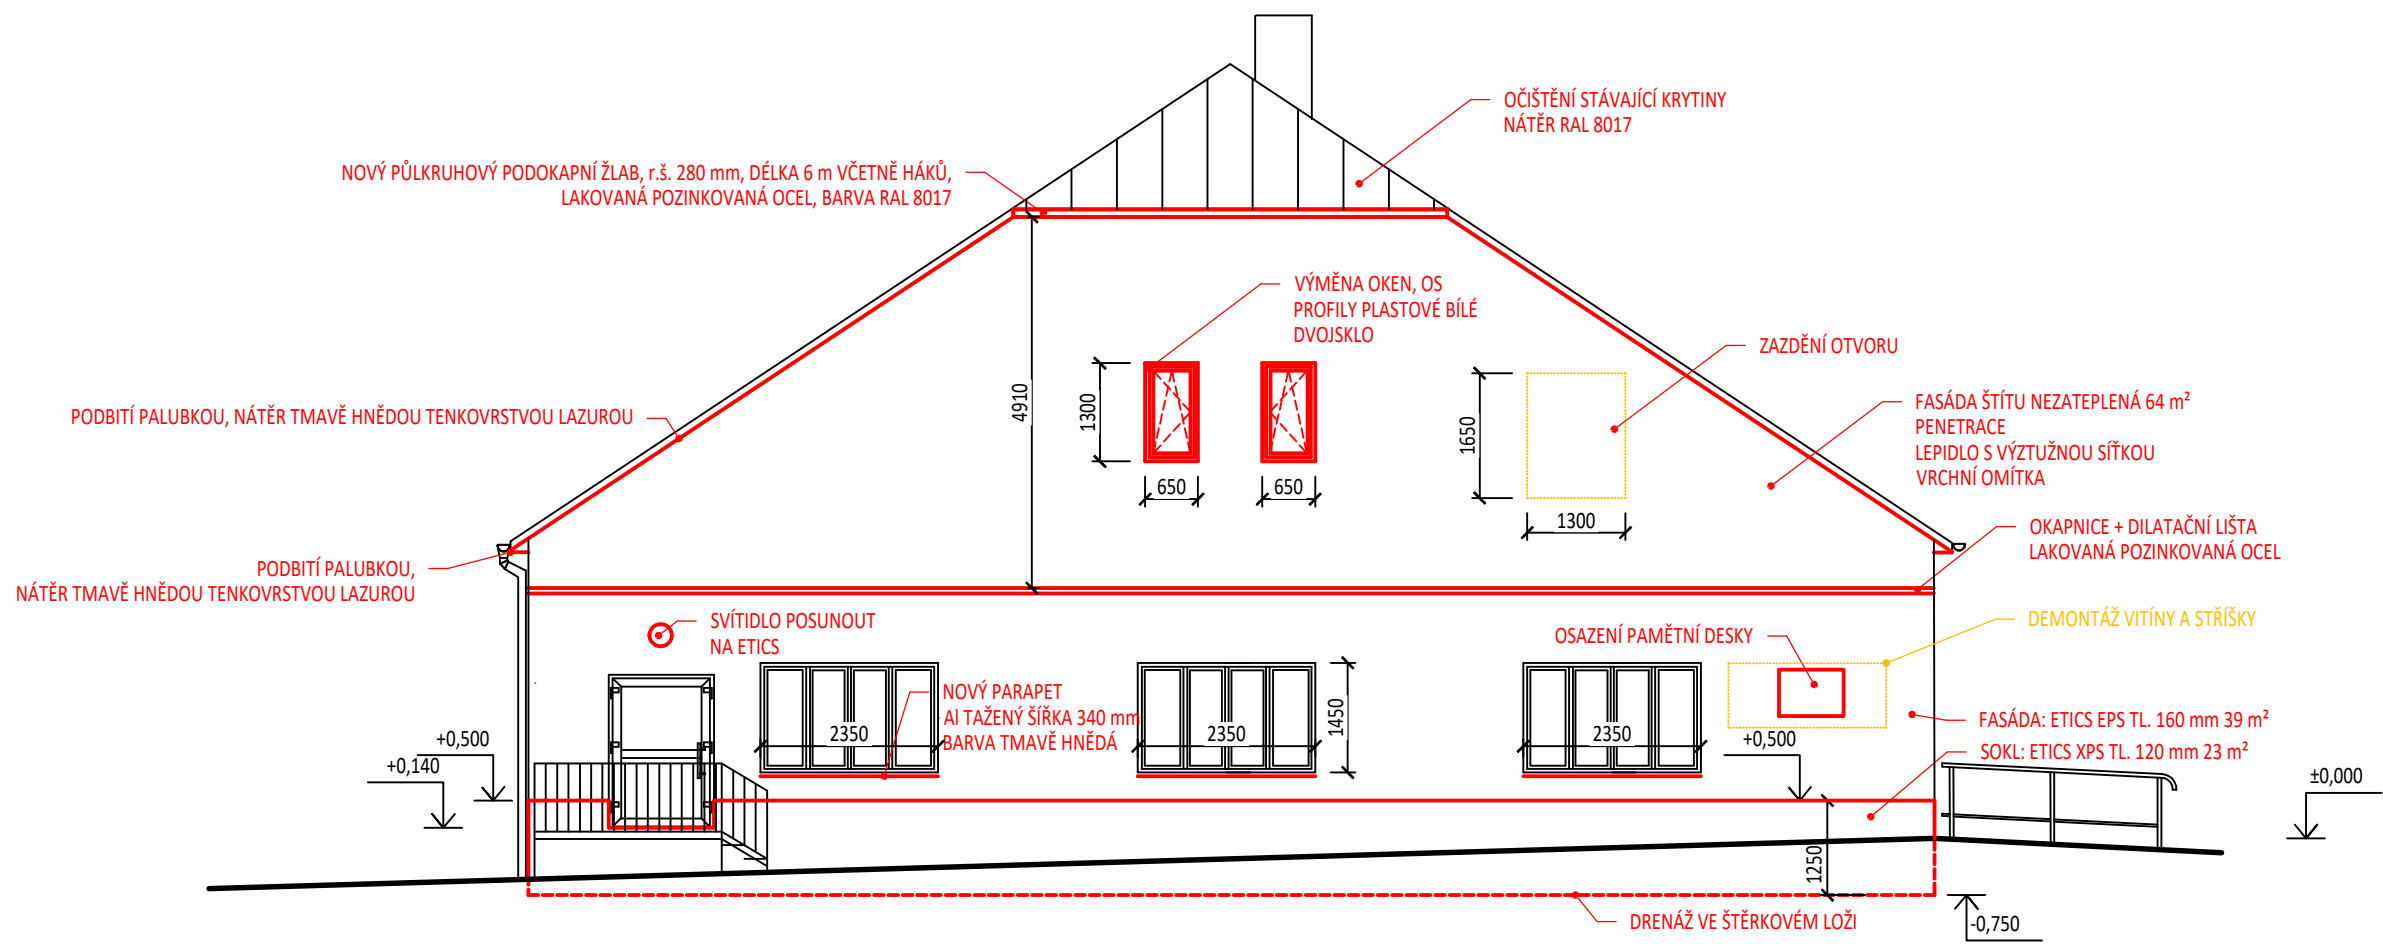 OČIŠTĚNÍ STÁVAJÍCÍ KRYTINY
NÁTĚR RAL 8017
NOVÝ PŮLKRUHOVÝ PODOKAPNÍ ŽLAB, r.š. 280 mm, DÉLKA 6 m VČETNĚ HÁKŮ,
LAKOVANÁ POZINKOVANÁ OCEL, BARVA RAL 8017
VÝMĚNA OKEN, OS
PROFILY PLASTOVÉ BÍLÉ
DVOJSKLO
ZAZDĚNÍ OTVORU
4910
1300
650
650
1650
1300
PODBITÍ PALUBKOU, NÁTĚR TMAVĚ HNĚDOU TENKOVRSTVOU LAZUROU
FASÁDA ŠTÍTU NEZATEPLENÁ 64 m²
PENETRACE
LEPIDLO S VÝZTUŽNOU SÍŤKOU
VRCHNÍ OMÍTKA
OKAPNICE + DILATAČNÍ LIŠTA
LAKOVANÁ POZINKOVANÁ OCEL
PODBITÍ PALUBKOU,
NÁTĚR TMAVĚ HNĚDOU TENKOVRSTVOU LAZUROU
SVÍTIDLO POSUNOUT
NA ETICS
OSAZENÍ PAMĚTNÍ DESKY
DEMONTÁŽ VITÍNY A STŘÍŠKY
NOVÝ PARAPET
Al TAŽENÝ ŠÍŘKA 340 mm
BARVA TMAVĚ HNĚDÁ
2350
2350
1450
2350
FASÁDA: ETICS EPS TL. 160 mm 39 m²
SOKL: ETICS XPS TL. 120 mm 23 m²
+0,500
+0,140
+0,500
±0,000
1250
DRENÁŽ VE ŠTĚRKOVÉM LOŽI
-0,750